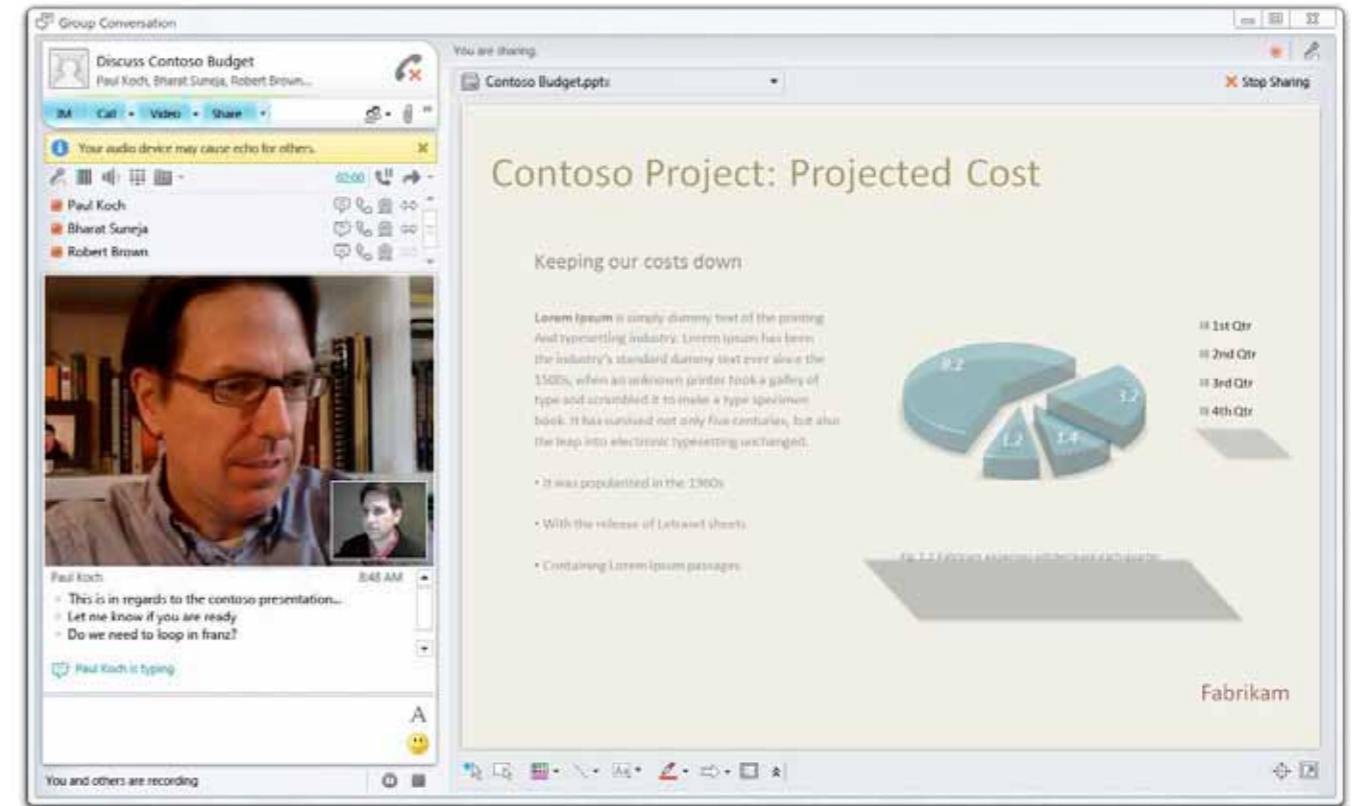 Group Conversation
Discuss Contoso Budget
Paul Koch, Bharat Suneja, Robert Brown...
IM Call Video Share
Your audio device may cause echo for others.
02:00
Paul Koch
Bharat Suneja
Robert Brown
Paul Koch 8:48 AM
This is in regards to the contoso presentation...
Let me know if you are ready
Do we need to loop in franz?
Paul Koch is typing
A
You and others are recording
You are sharing.
Contoso Budget.pptx
Stop Sharing
Contoso Project: Projected Cost
Keeping our costs down
Lorem Ipsum is simply dummy text of the printing
And typesetting industry. Lorem Ipsum has been
the industry's standard dummy text ever since the
1500s, when an unknown printer took a galley of
type and scrambled it to make a type specimen
book. It has survived not only five centuries, but also
the leap into electronic typesetting unchanged.
• It was popularised in the 1960s
• With the release of Letraset sheets
• Containing Lorem Ipsum passages
8.2
3.2
1.4
1.2
1st Qtr
2nd Qtr
3rd Qtr
4th Qtr
Fabrikam